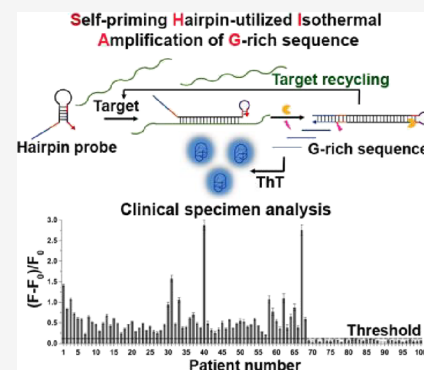 Self-priming Hairpin-utilized Isothermal
Amplification of G-rich sequence
Target recycling
Target
Hairpin probe
G-rich sequence
ThT
Clinical specimen analysis
(F-F0)/F0
3.0
2.5
2.0
1.5
1.0
0.5
0.0
Threshold
1 5 10 15 20 25 30 35 40 45 50 55 60 65 70 75 80 85 90 95 100
Patient number